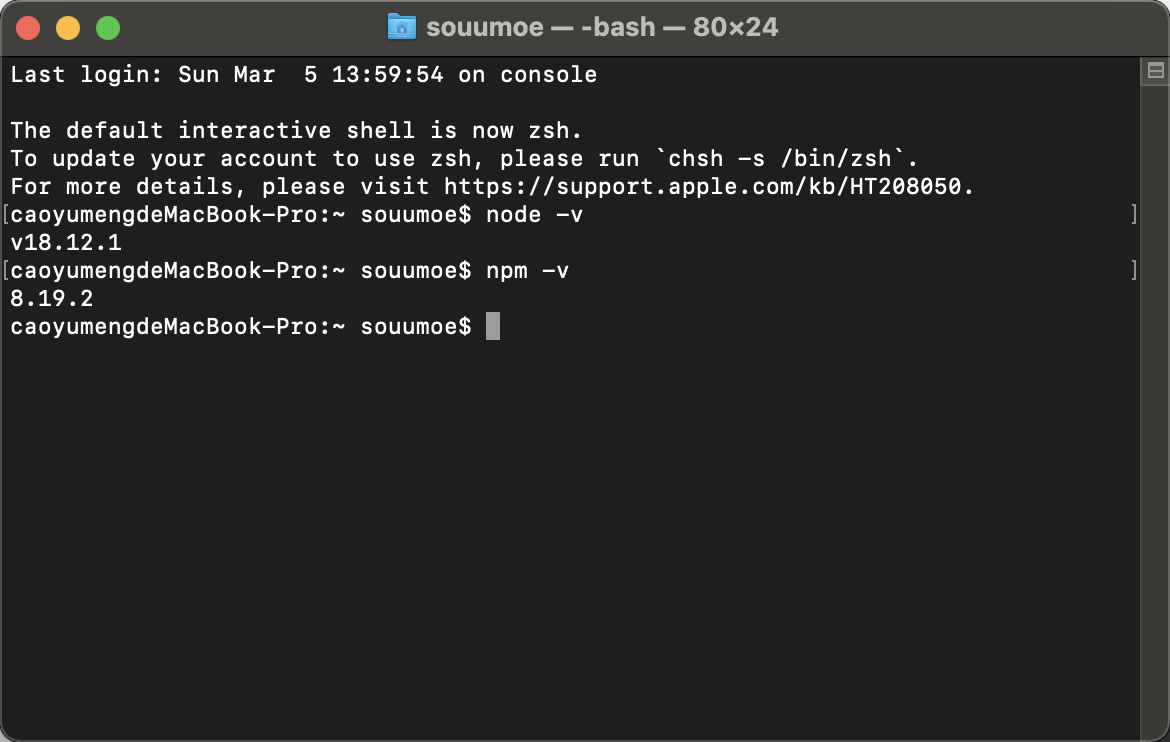 souumoe — -bash — 80×24
Last login: Sun Mar  5 13:59:54 on console
The default interactive shell is now zsh.
To update your account to use zsh, please run `chsh -s /bin/zsh`.
For more details, please visit https://support.apple.com/kb/HT208050.
[caoyumengdeMacBook-Pro:~ souumoe$ node -v ]
v18.12.1
[caoyumengdeMacBook-Pro:~ souumoe$ npm -v ]
8.19.2
caoyumengdeMacBook-Pro:~ souumoe$